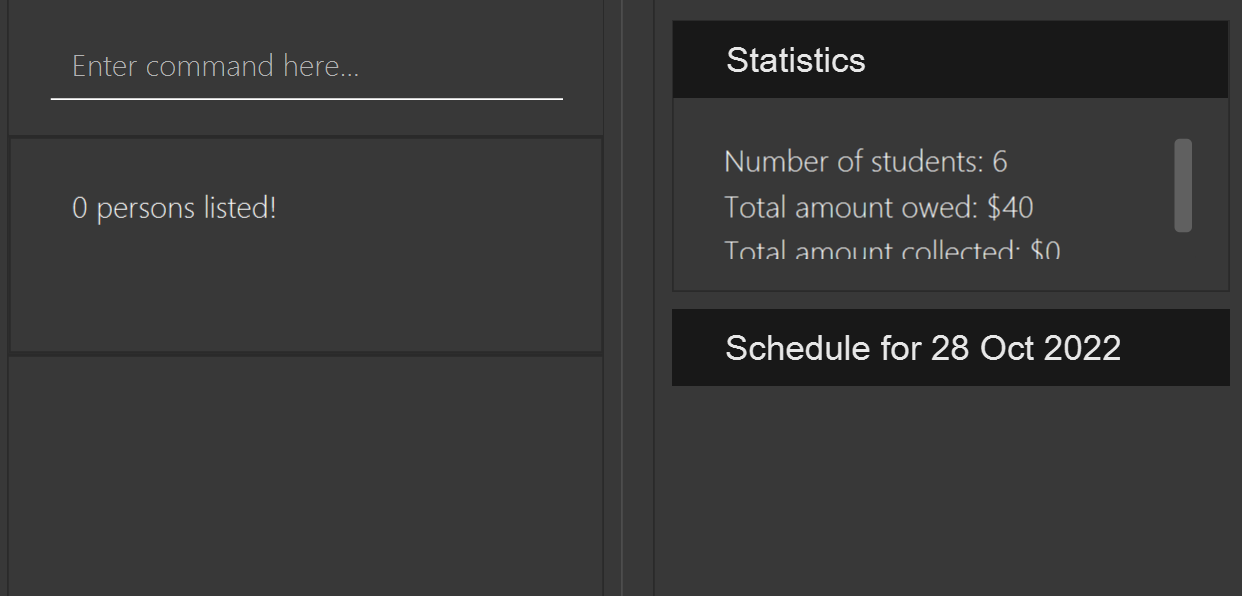 Enter command here...
0 persons listed!
Statistics
Number of students: 6
Total amount owed: $40
Total amount collected: $0
Schedule for 28 Oct 2022